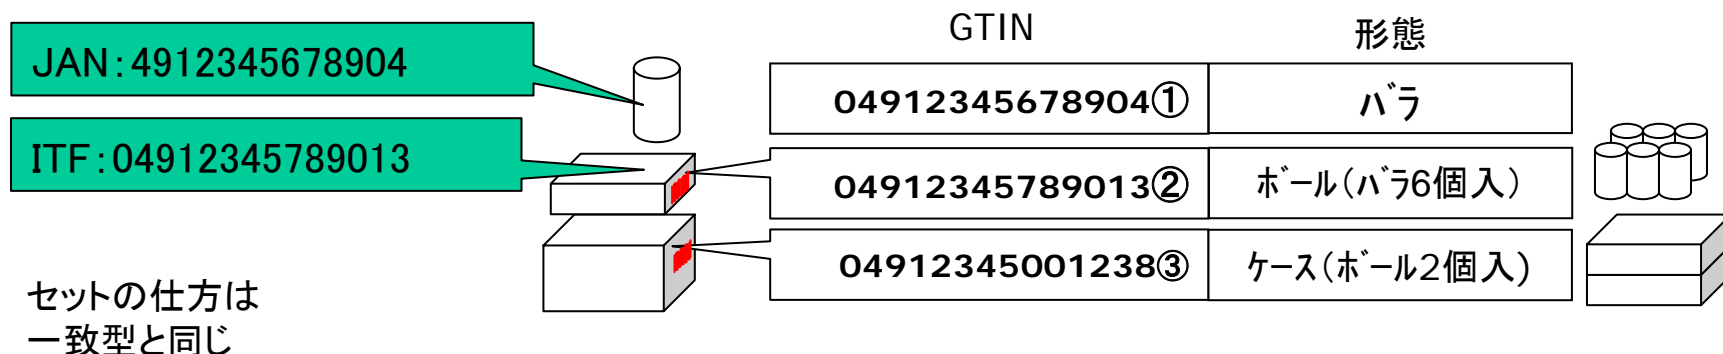 GTIN 形態
JAN:4912345678904
04912345678904① バラ
ITF:04912345789013
04912345789013② ボール(バラ6個入)
04912345001238③ ケース(ボール2個入)
セットの仕方は
一致型と同じ